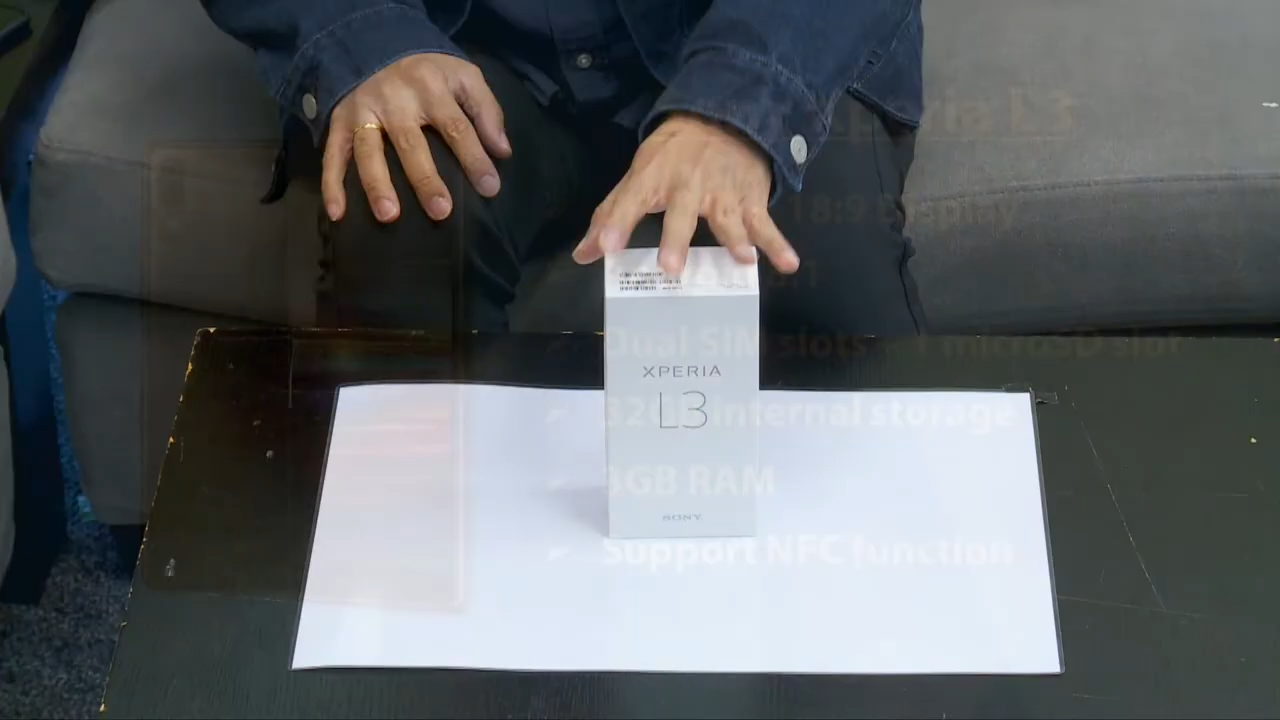 L3
18:9 display
Dual SIM slots + 1 microSD slot
XPERIA
L3
internal storage
3GB RAM
SONY
Support NFC function